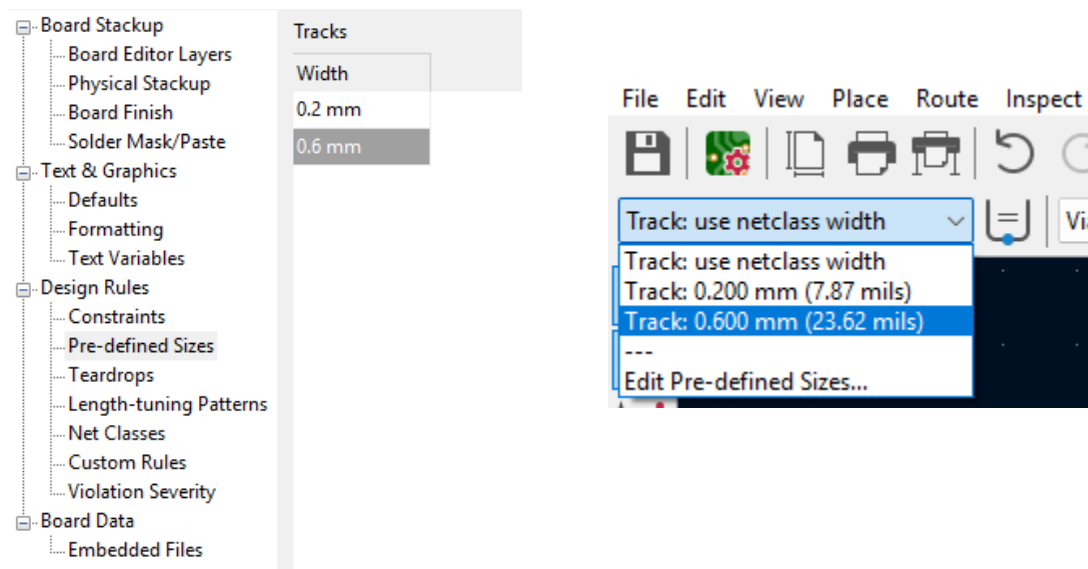 Board Stackup
Board Editor Layers
Physical Stackup
Board Finish
Solder Mask/Paste
Text & Graphics
Defaults
Formatting
Text Variables
Design Rules
Constraints
Pre-defined Sizes
Teardrops
Length-tuning Patterns
Net Classes
Custom Rules
Violation Severity
Board Data
Embedded Files
Tracks
Width
0.2 mm
0.6 mm
File Edit View Place Route Inspect
Track: use netclass width
Track: use netclass width
Track: 0.200 mm (7.87 mils)
Track: 0.600 mm (23.62 mils)
---
Edit Pre-defined Sizes...